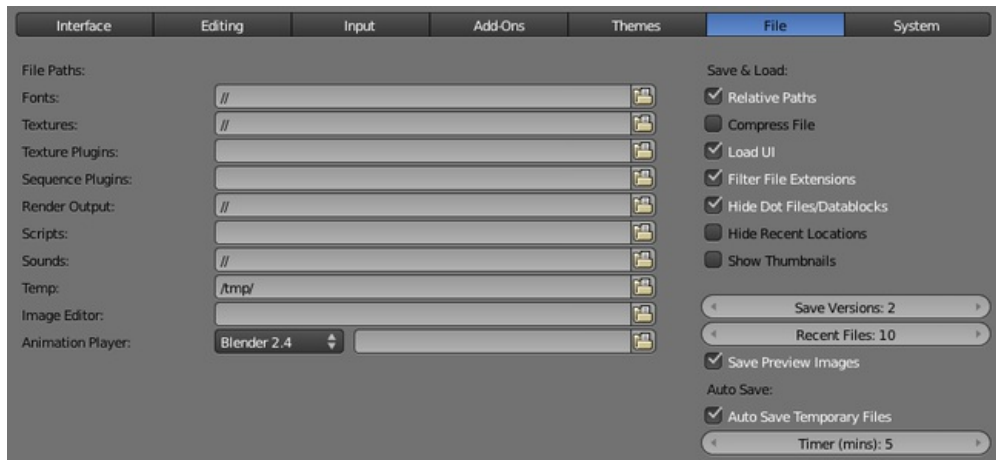 Interface Editing Input Add-Ons Themes File System
File Paths:
Fonts: //
Textures: //
Texture Plugins:
Sequence Plugins:
Render Output: //
Scripts:
Sounds: //
Temp: /tmp/
Image Editor:
Animation Player: Blender 2.4
Save & Load:
Relative Paths
Compress File
Load UI
Filter File Extensions
Hide Dot Files/Datablocks
Hide Recent Locations
Show Thumbnails
Save Versions: 2
Recent Files: 10
Save Preview Images
Auto Save:
Auto Save Temporary Files
Timer (mins): 5